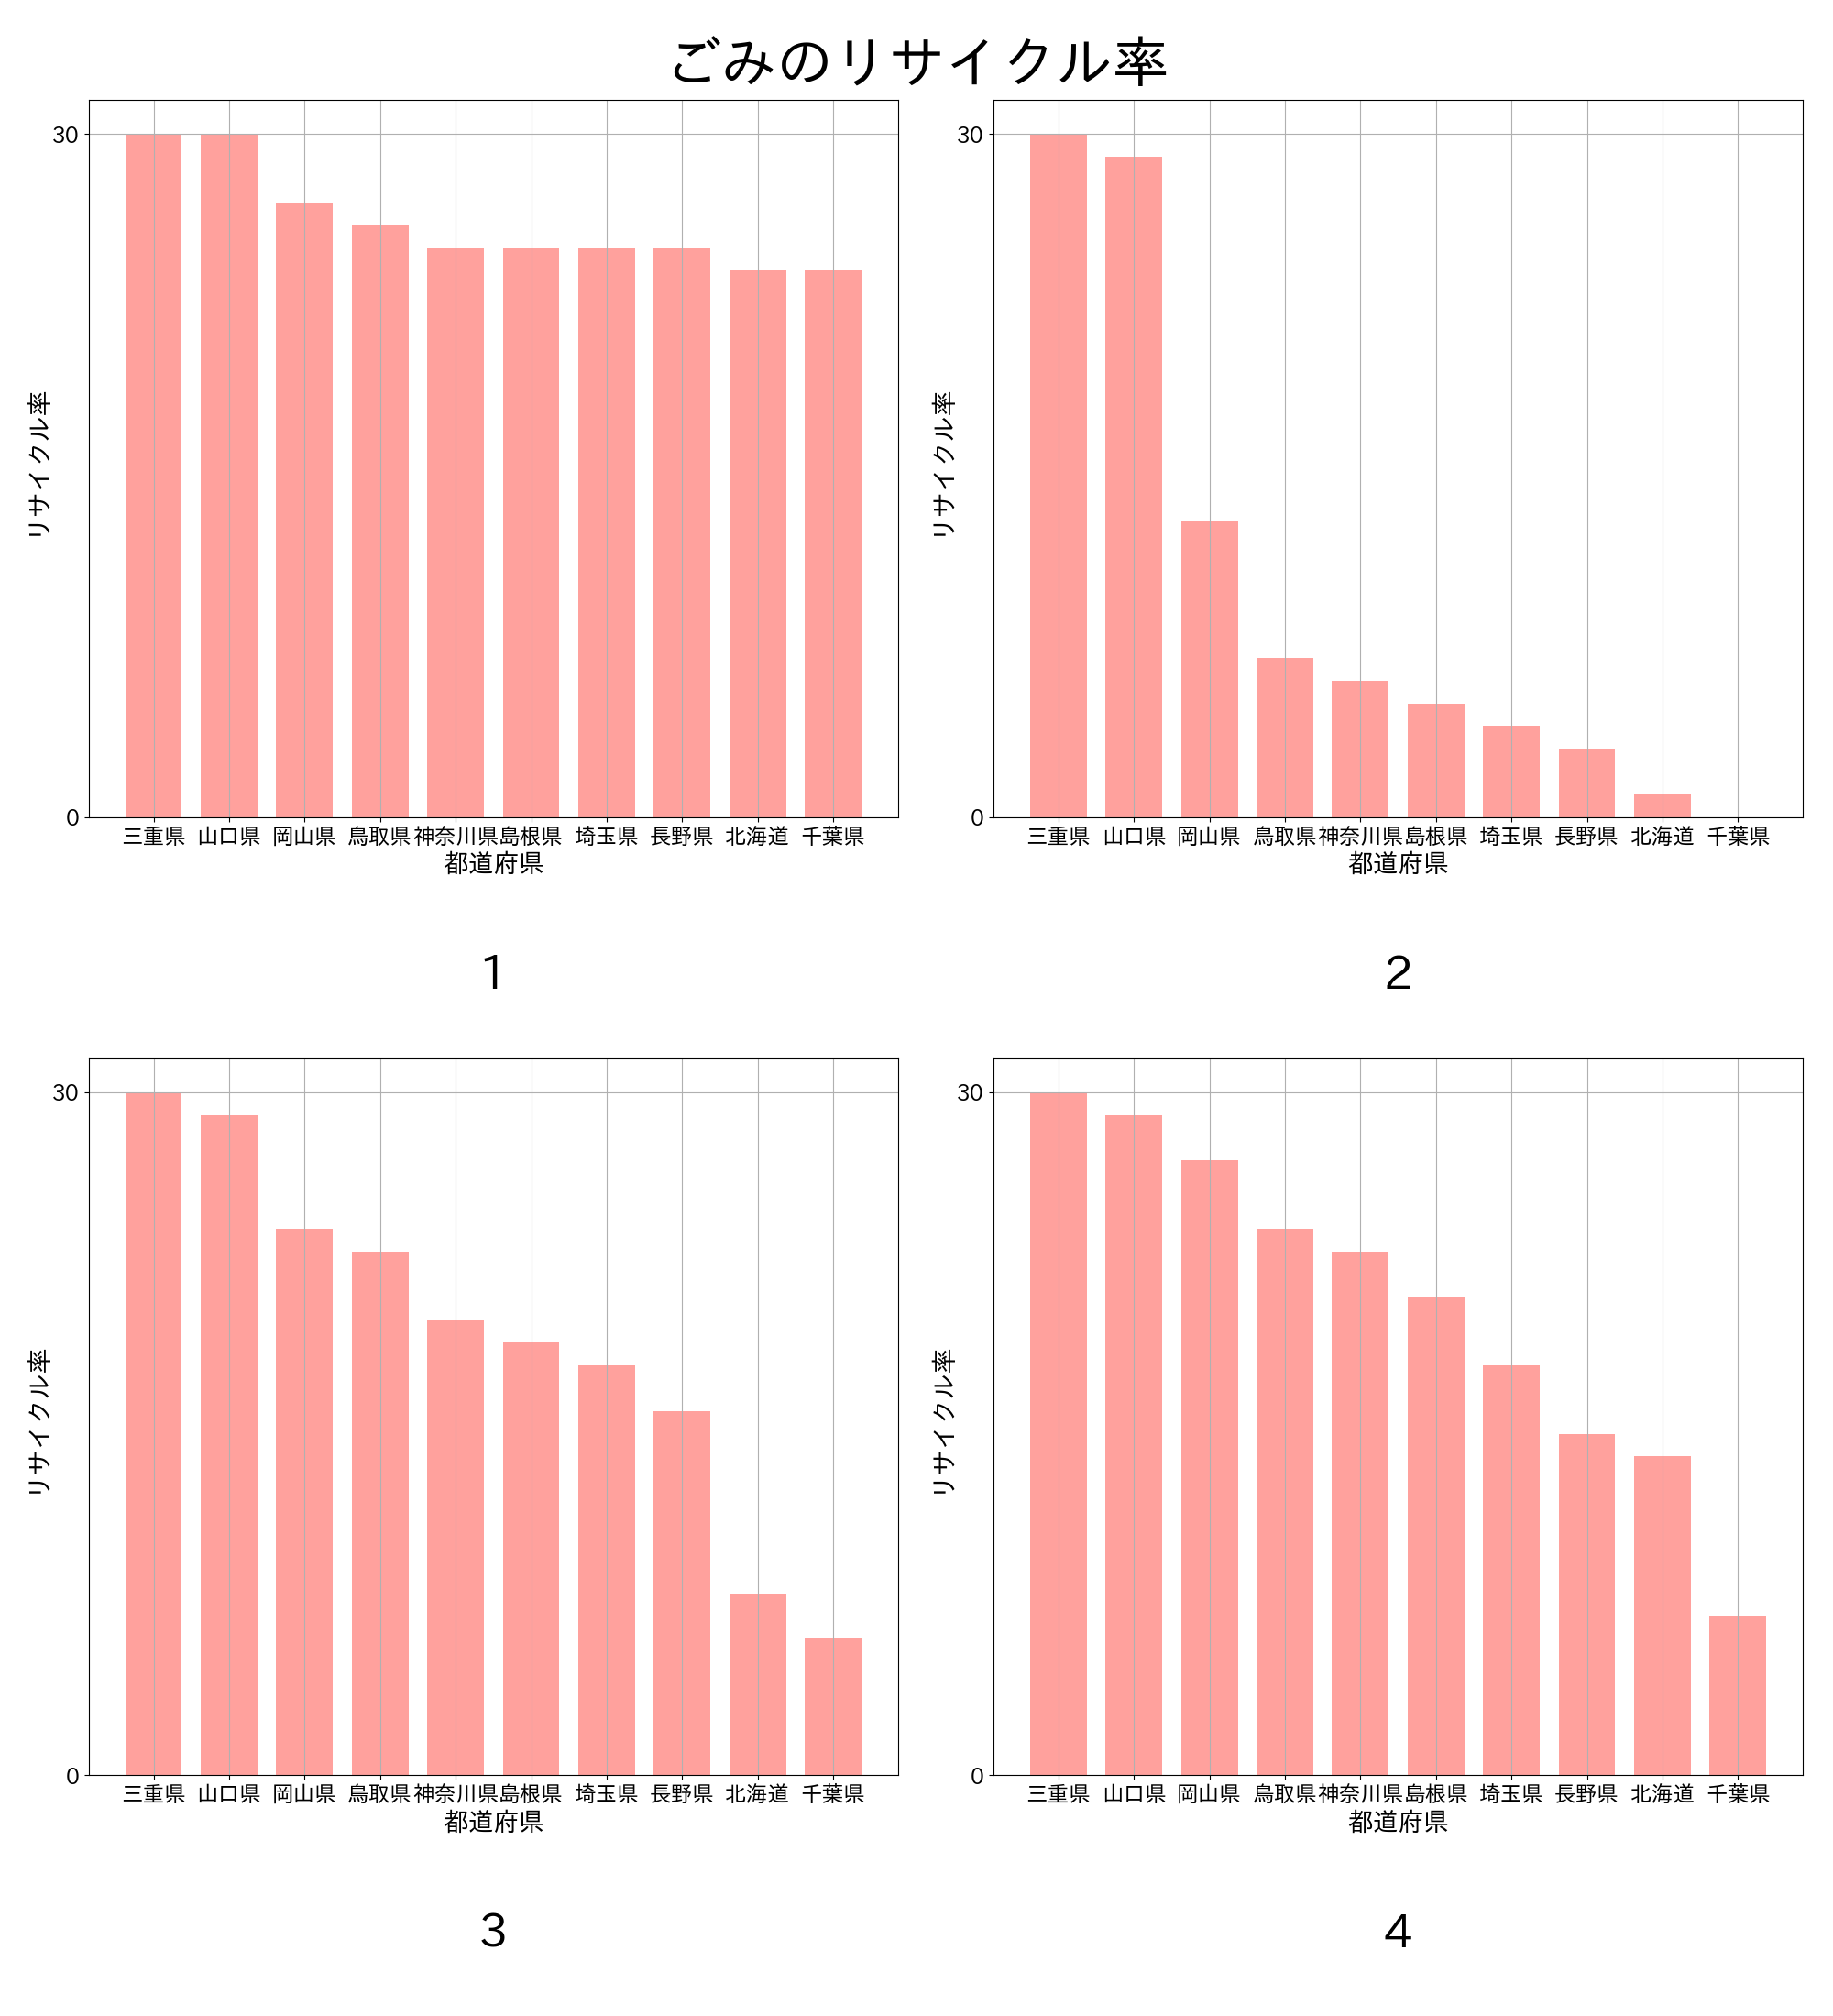 ごみのリサイクル率
30
0
リサイクル率
三重県 山口県 岡山県 鳥取県 神奈川県 島根県 埼玉県 長野県 北海道 千葉県
都道府県
1
30
0
リサイクル率
三重県 山口県 岡山県 鳥取県 神奈川県 島根県 埼玉県 長野県 北海道 千葉県
都道府県
2
30
0
リサイクル率
三重県 山口県 岡山県 鳥取県 神奈川県 島根県 埼玉県 長野県 北海道 千葉県
都道府県
3
30
0
リサイクル率
三重県 山口県 岡山県 鳥取県 神奈川県 島根県 埼玉県 長野県 北海道 千葉県
都道府県
4